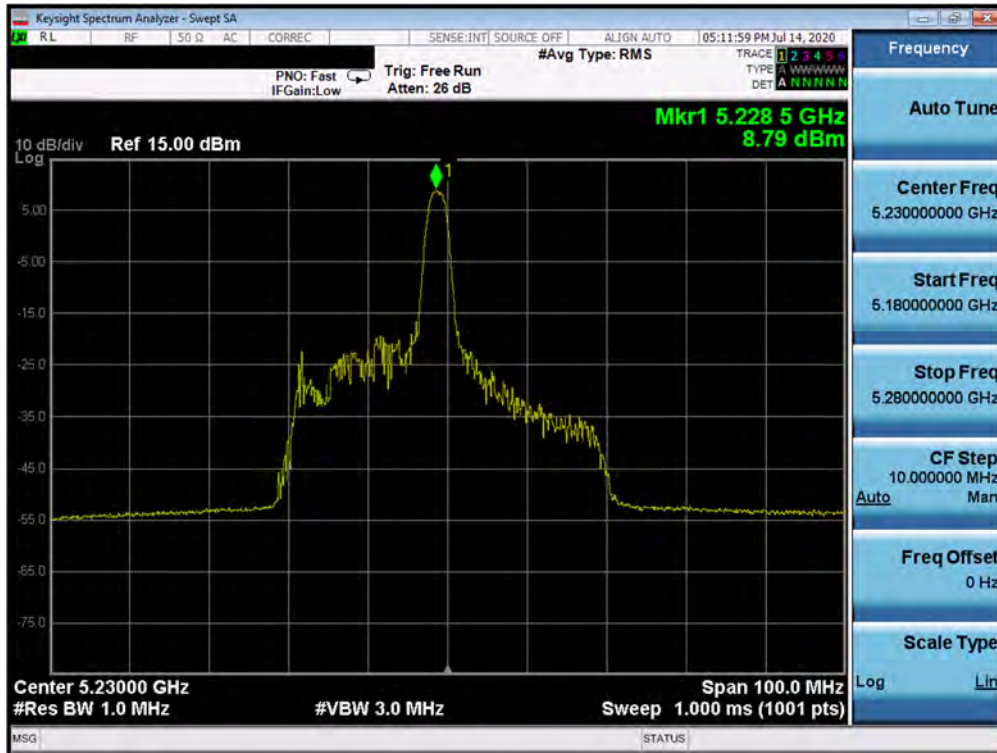 Keysight Spectrum Analyzer - Swept SA
LXI RL RF 50 Ω AC CORREC SENSE:INT SOURCE OFF ALIGN AUTO 05:11:59 PM Jul 14, 2020
#Avg Type: RMS TRACE 1 2 3 4 5 6
PNO: Fast Trig: Free Run TYPE A WWWWW
IFGain:Low Atten: 26 dB DET A N N N N N
Mkr1 5.228 5 GHz
8.79 dBm
10 dB/div Ref 15.00 dBm
Log
1
5.00
-5.00
-15.0
-25.0
-35.0
-45.0
-55.0
-65.0
-75.0
Center 5.23000 GHz Span 100.0 MHz
#Res BW 1.0 MHz #VBW 3.0 MHz Sweep 1.000 ms (1001 pts)
MSG STATUS
Frequency
Auto Tune
Center Freq
5.230000000 GHz
Start Freq
5.180000000 GHz
Stop Freq
5.280000000 GHz
CF Step
10.000000 MHz
Auto Man
Freq Offset
0 Hz
Scale Type
Log Lin